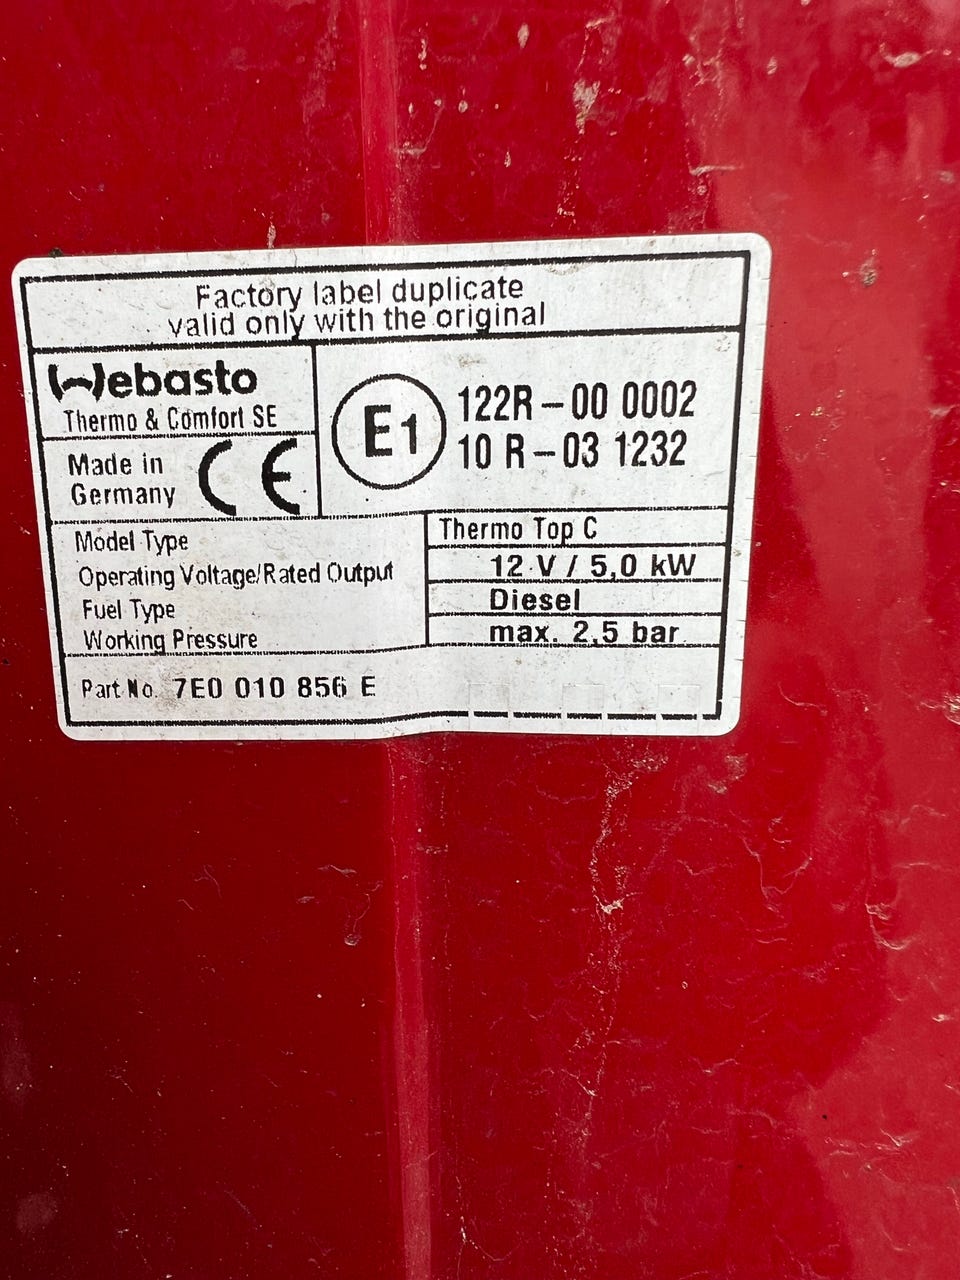 Factory label duplicate
valid only with the original
Webasto
Thermo & Comfort SE
Made in
Germany
CE
E1
122R-00 0002
10 R-03 1232
Model Type
Thermo Top C
Operating Voltage/Rated Output
12 V / 5,0 kW
Fuel Type
Diesel
Working Pressure
max. 2,5 bar
Part No. 7E0 010 856 E